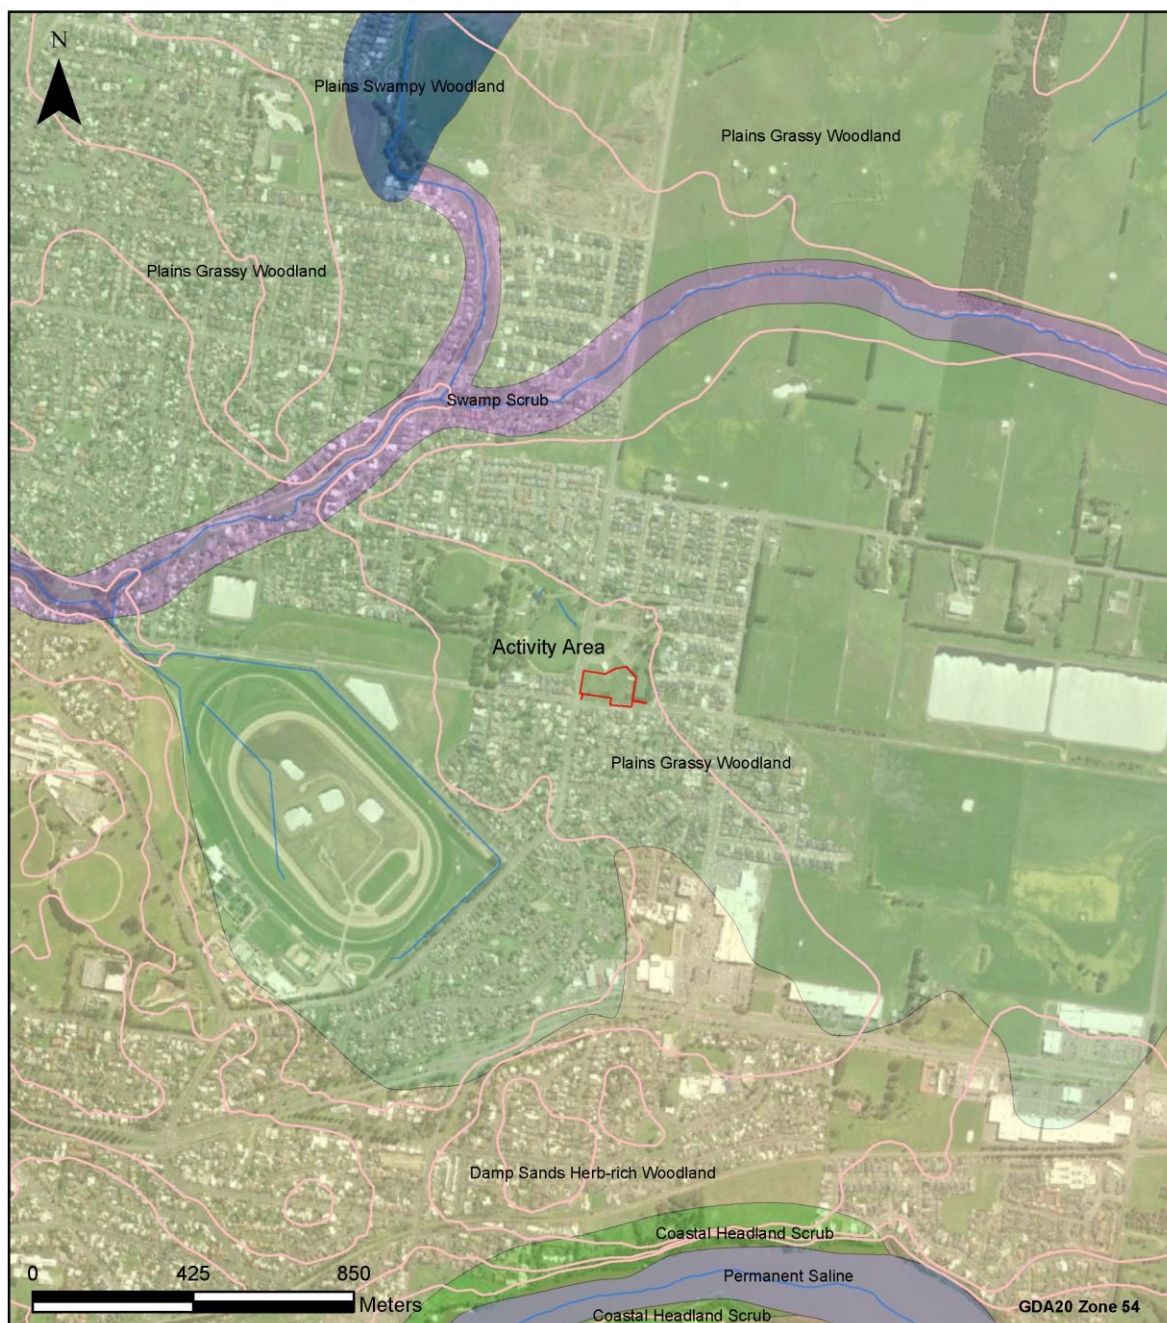 N
Plains Swampy Woodland
Plains Grassy Woodland
Plains Grassy Woodland
Swamp Scrub
Activity Area
Plains Grassy Woodland
Damp Sands Herb-rich Woodland
Coastal Headland Scrub
Permanent Saline
Coastal Headland Scrub
0 425 850
Meters
GDA20 Zone 54